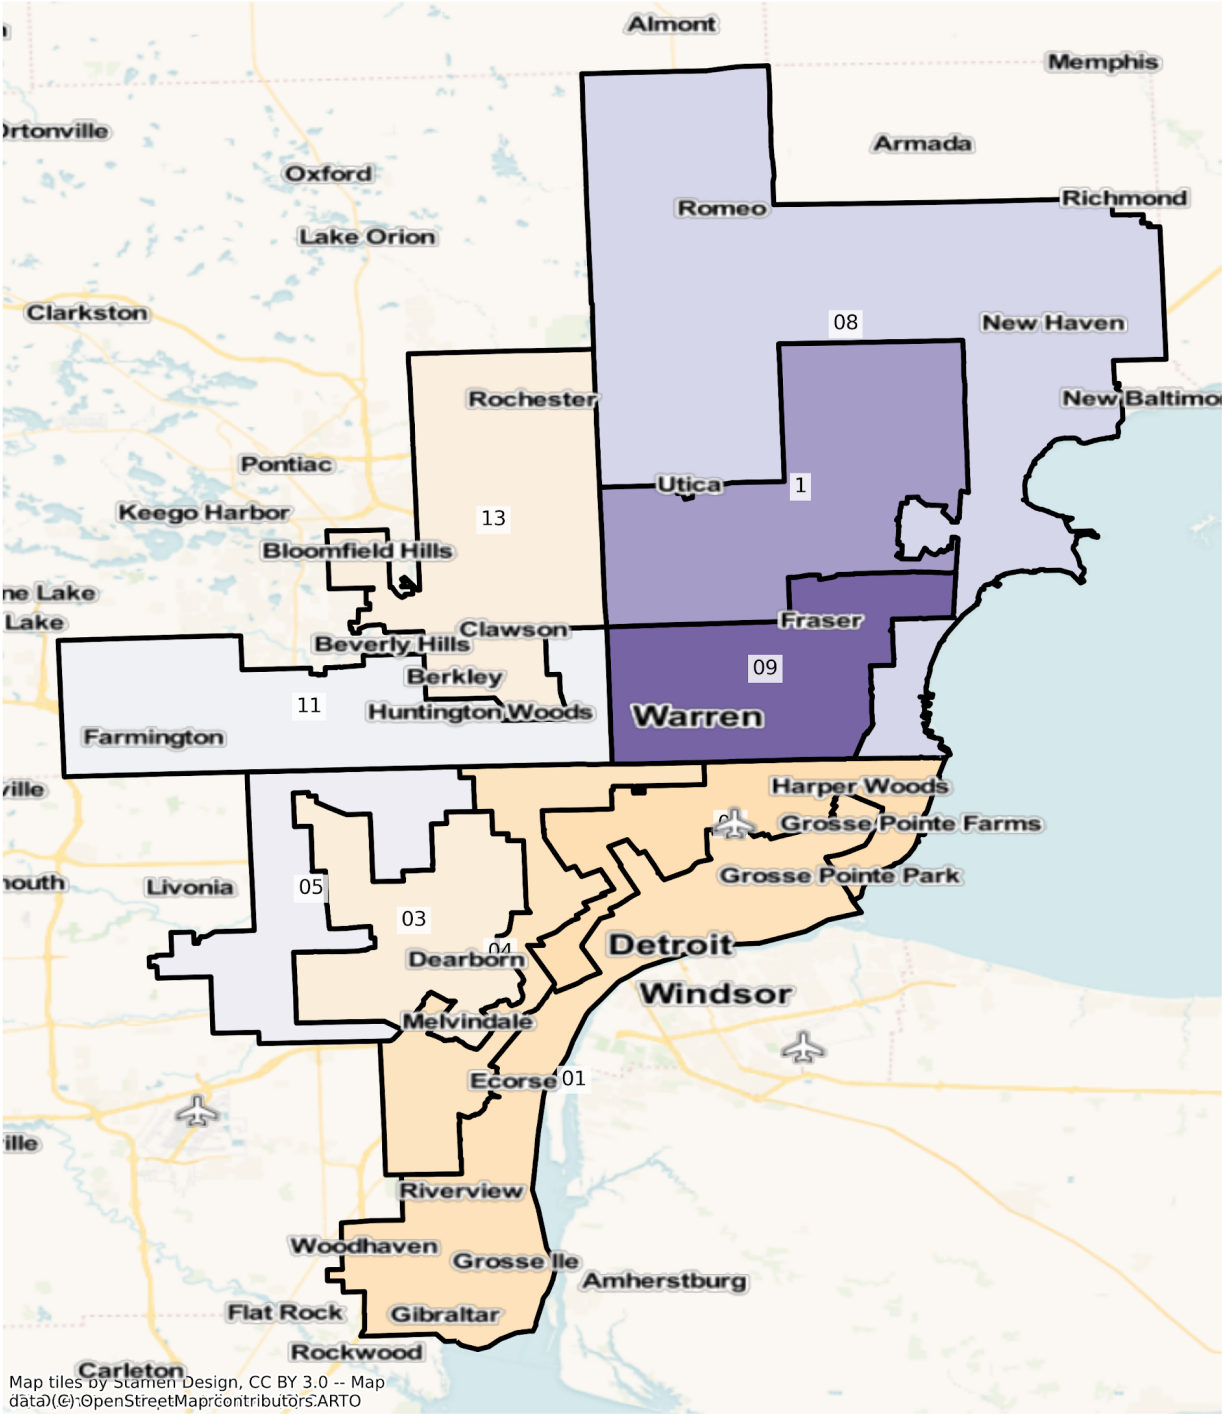 Almont
Memphis
Ortonville
Armada
Oxford
Richmond
Romeo
Lake Orion
Clarkston
08
New Haven
Rochester
New Baltimo
Pontiac
Utica
1
Keego Harbor
13
Bloomfield Hills
ne Lake
Lake
Fraser
Clawson
Beverly Hills
09
Berkley
11
Huntington Woods
Warren
Farmington
Harper Woods
ville
Grosse Pointe Farms
Grosse Pointe Park
outh
Livonia
05
03
Detroit
04
Dearborn
Windsor
Melvindale
Ecorse
01
ville
Riverview
Woodhaven
Grosse Ile
Amherstburg
Flat Rock
Gibraltar
Rockwood
Carleton
Map tiles by Stamen Design, CC BY 3.0 -- Map
data (C) OpenStreetMap contributors CARTO